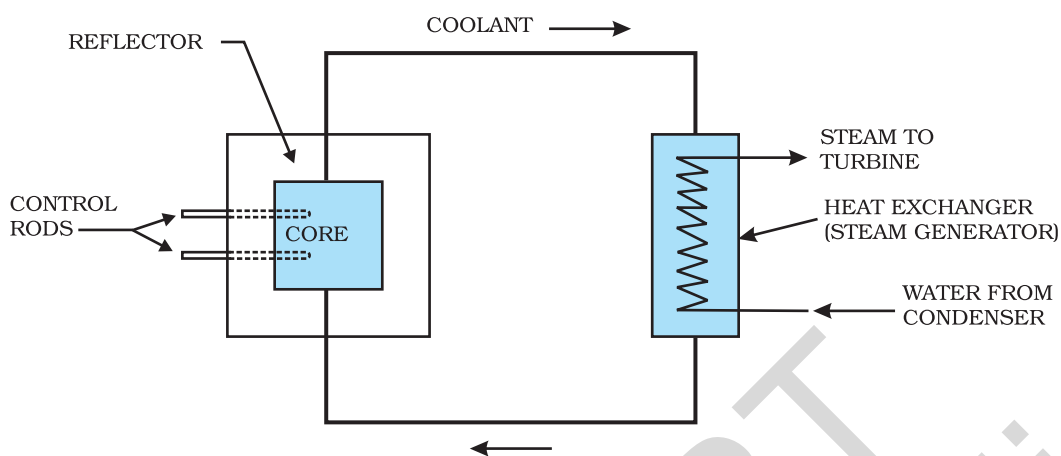 COOLANT
REFLECTOR
STEAM TO
TURBINE
CONTROL
RODS
CORE
HEAT EXCHANGER
(STEAM GENERATOR)
WATER FROM
CONDENSER